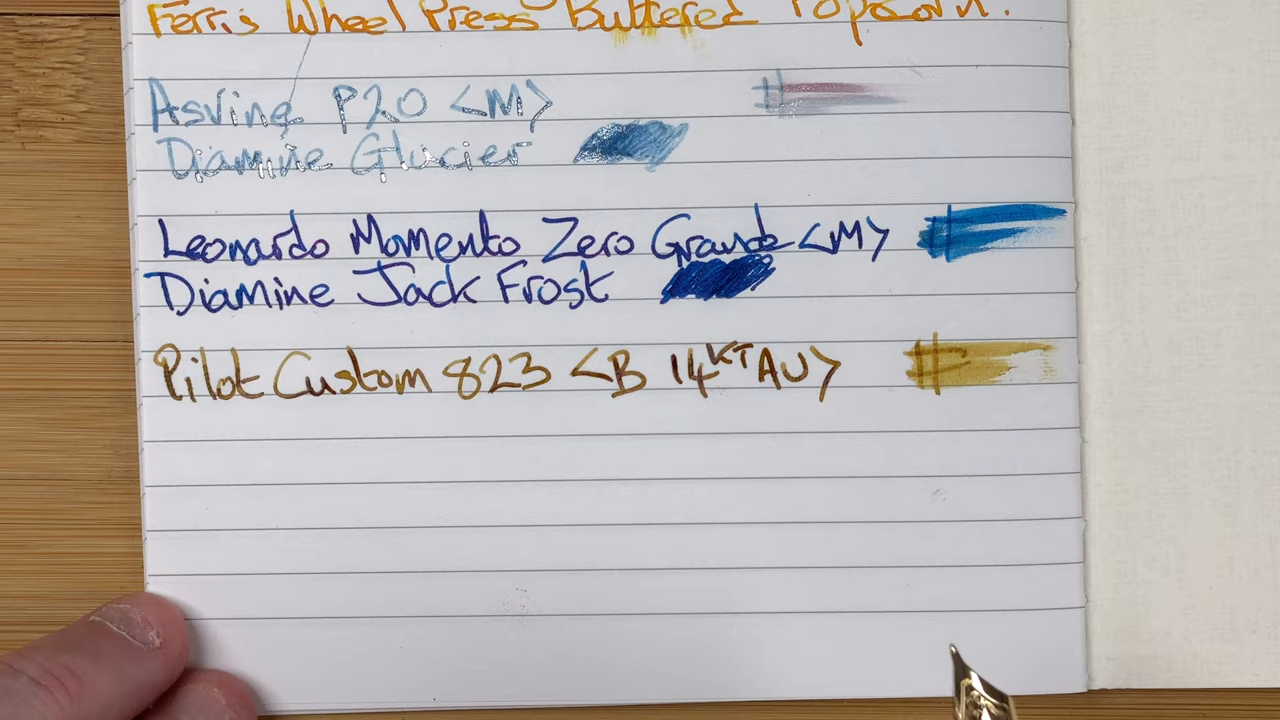 Ferris Wheel Press Buttered Popcorn.
Asvine P20 <M>
Diamine Glacier
Leonardo Momento Zero Grande <M>
Diamine Jack Frost
Pilot Custom 823 <B 14KT AU>